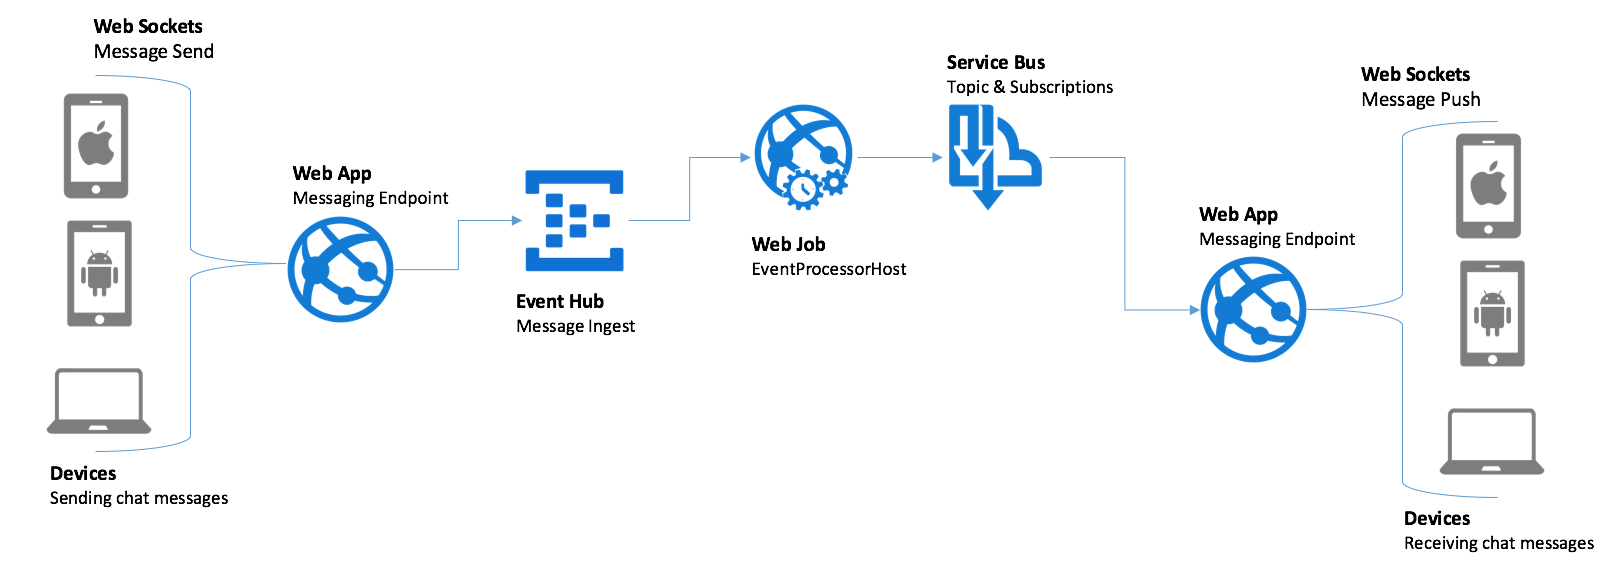 Web Sockets
Message Send
Web App
Messaging Endpoint
Event Hub
Message Ingest
Web Job
EventProcessorHost
Service Bus
Topic & Subscriptions
Web App
Messaging Endpoint
Web Sockets
Message Push
Devices
Sending chat messages
Devices
Receiving chat messages